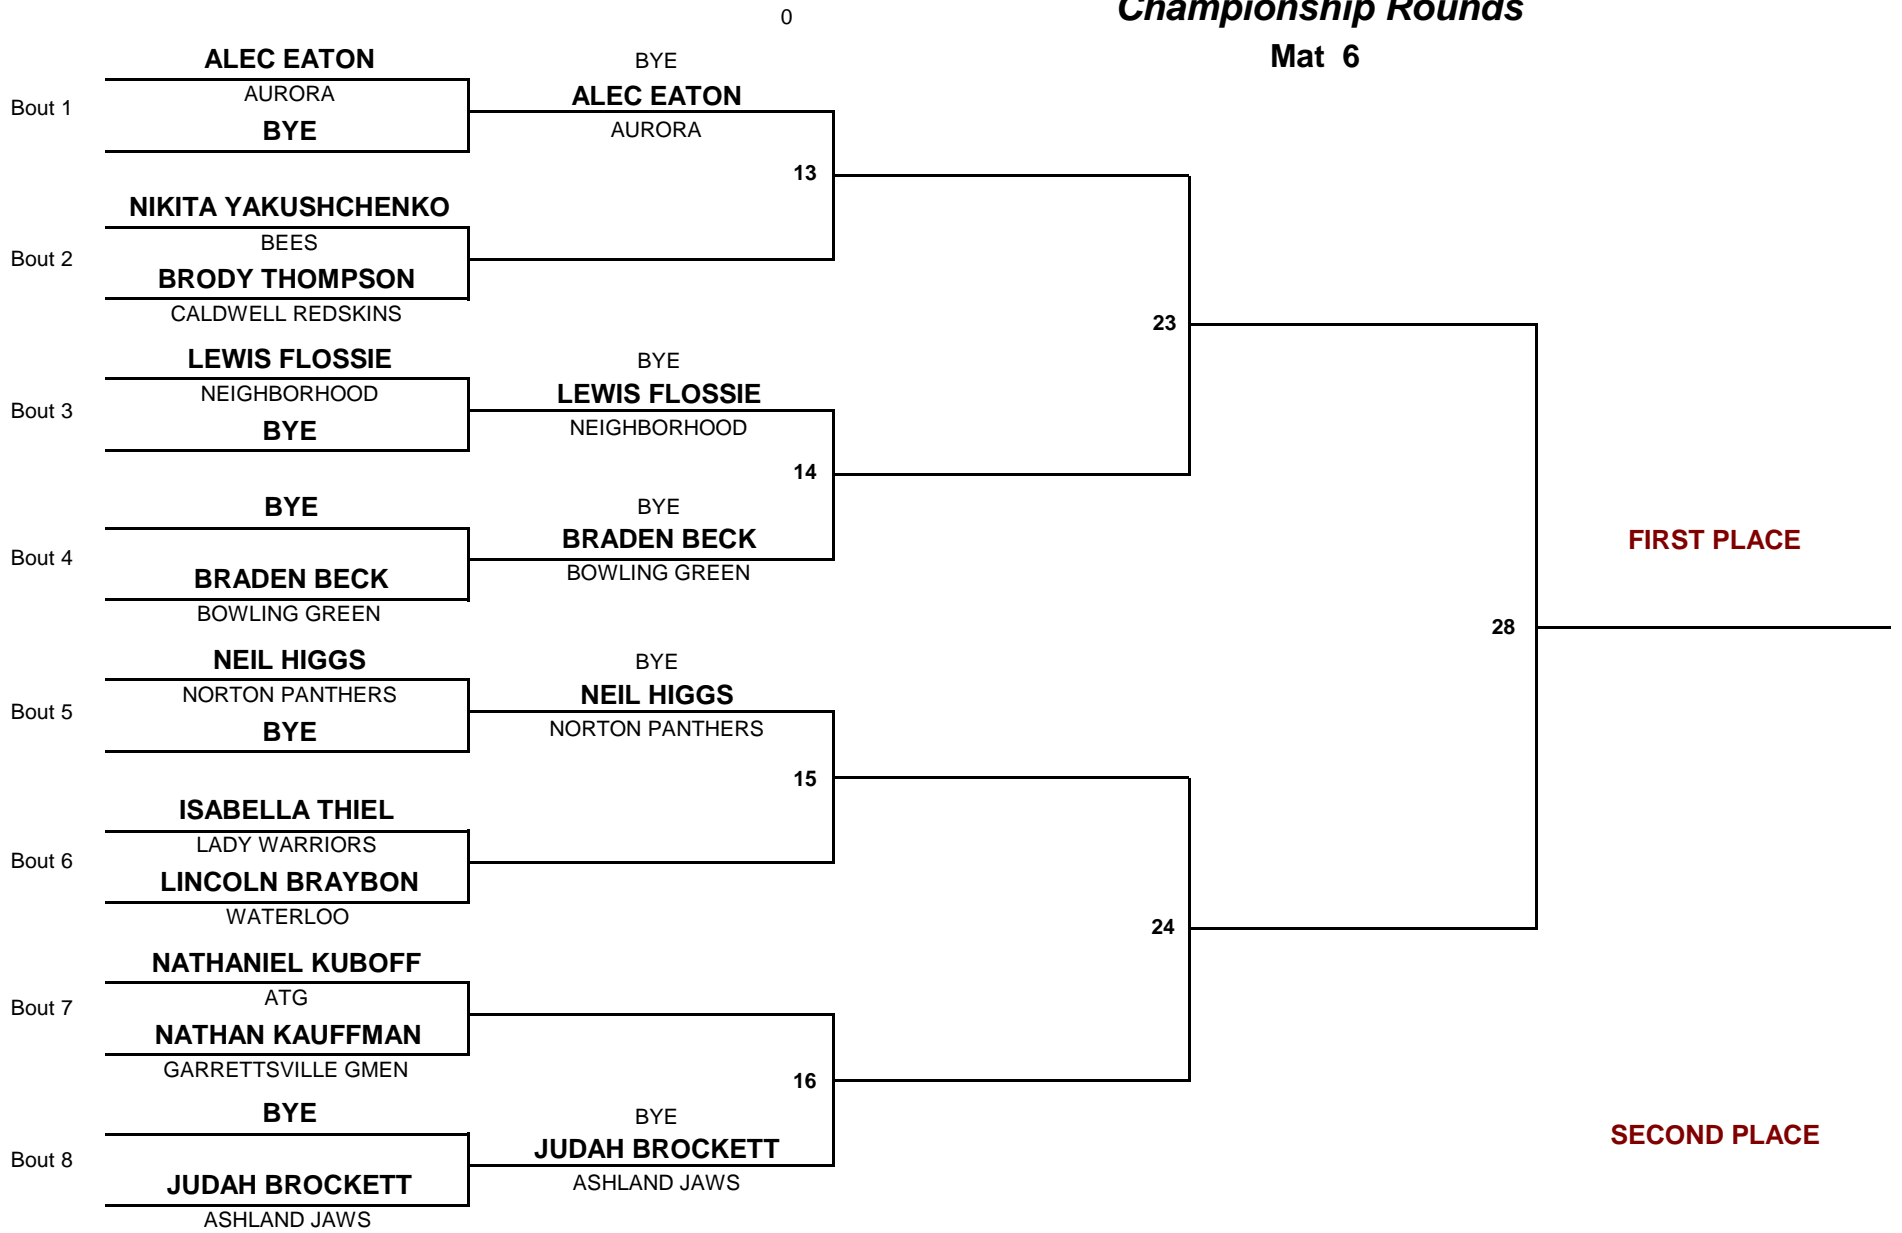 0
Championship Rounds
Mat 6
ALEC EATON
BYE
Bout 1
AURORA
ALEC EATON
BYE
AURORA
13
NIKITA YAKUSHCHENKO
Bout 2
BEES
BRODY THOMPSON
CALDWELL REDSKINS
23
LEWIS FLOSSIE
BYE
Bout 3
NEIGHBORHOOD
LEWIS FLOSSIE
BYE
NEIGHBORHOOD
14
BYE
BYE
Bout 4
BRADEN BECK
BRADEN BECK
BOWLING GREEN
BOWLING GREEN
FIRST PLACE
28
NEIL HIGGS
BYE
Bout 5
NORTON PANTHERS
NEIL HIGGS
BYE
NORTON PANTHERS
15
ISABELLA THIEL
Bout 6
LADY WARRIORS
LINCOLN BRAYBON
WATERLOO
24
NATHANIEL KUBOFF
Bout 7
ATG
NATHAN KAUFFMAN
GARRETTSVILLE GMEN
16
BYE
BYE
Bout 8
JUDAH BROCKETT
JUDAH BROCKETT
ASHLAND JAWS
ASHLAND JAWS
SECOND PLACE